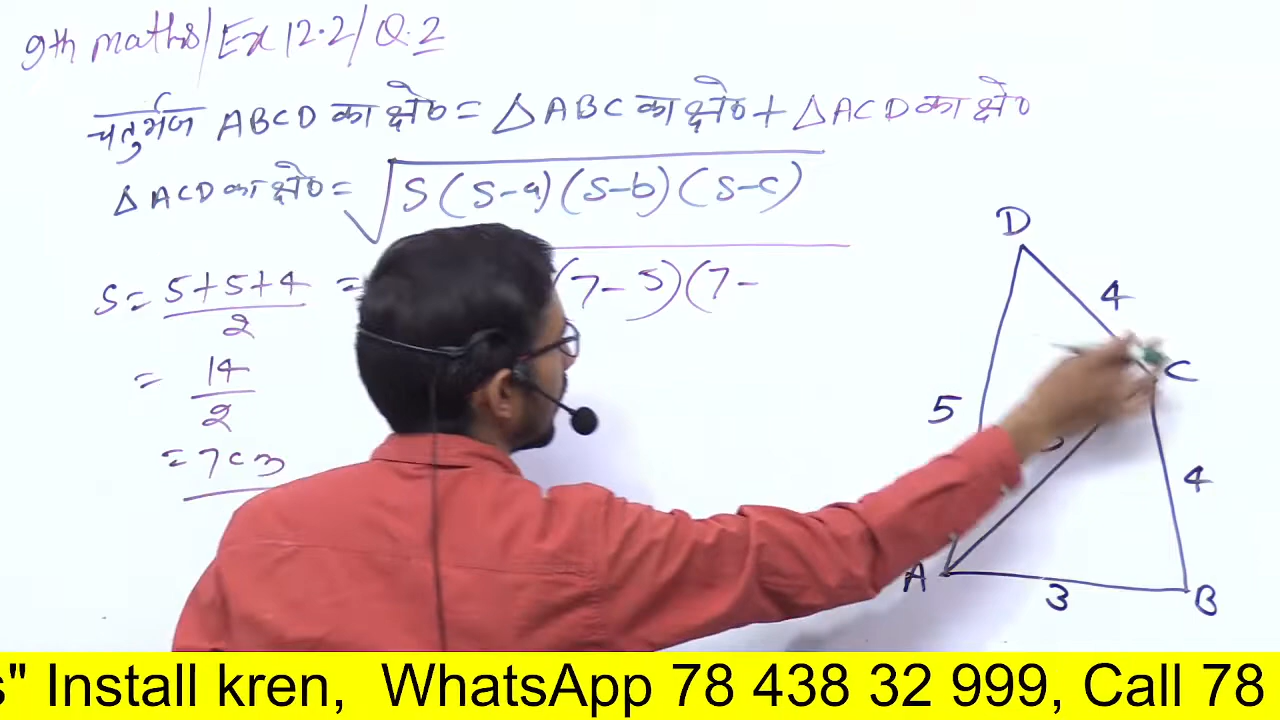 9th maths/Ex 12.2/Q.2
चतुर्भुज ABCD का क्षे० = △ABC का क्षे० + △ACD का क्षे०
△ACD का क्षे० = √S(S-a)(S-b)(S-c)
S = 5+5+4/2 = (7-5)(7-
= 14/2
= 7cm
D
4
C
5
4
A
3
B
s" Install kren, WhatsApp 78 438 32 999, Call 78